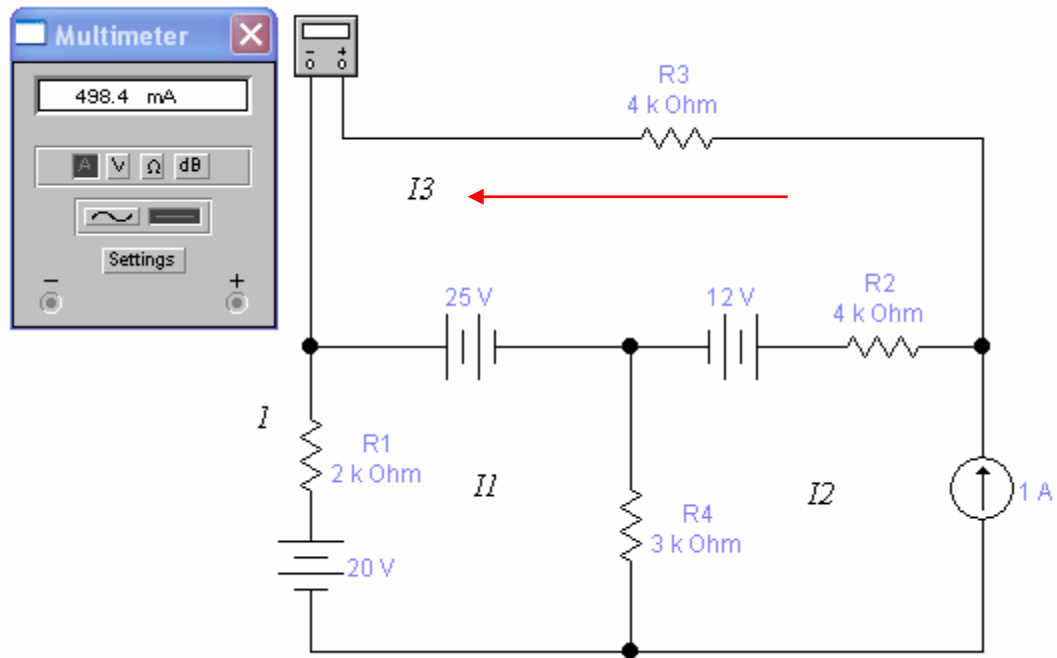 Multimeter
498.4 mA
A V Ω dB
Settings
- +
- +
R3
4 k Ohm
I3
25 V
12 V
R2
4 k Ohm
1
R1
2 k Ohm
I1
R4
3 k Ohm
I2
1 A
20 V